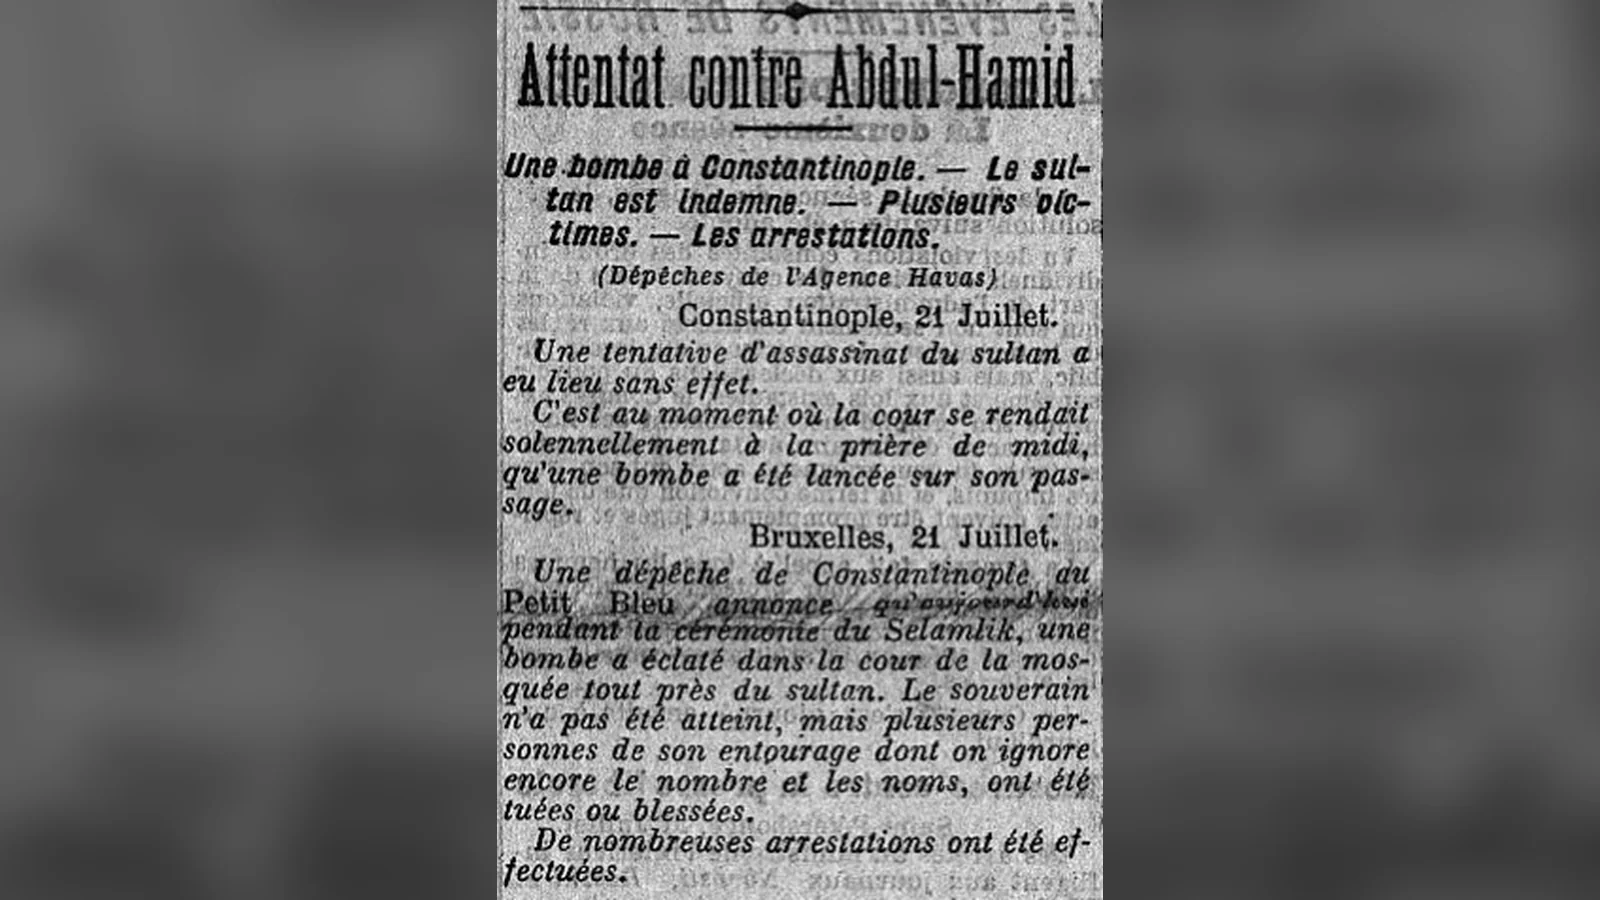 Attentat contre Abdul-Hamid
Une bombe à Constantinople. — Le sul-
tan est indemne. — Plusieurs vic-
times. — Les arrestations.
(Dépêches de l'Agence Havas)
Constantinople, 21 Juillet.
Une tentative d'assassinat du sultan a
eu lieu sans effet.
C'est au moment où la cour se rendait
solennellement à la prière de midi,
qu'une bombe a été lancée sur son pas-
sage.
Bruxelles, 21 Juillet.
Une dépêche de Constantinople au
Petit Bleu annonce qu'aujourd'hui
pendant la cérémonie du Selamlik, une
bombe a éclaté dans la cour de la mos-
quée tout près du sultan. Le souverain
n'a pas été atteint, mais plusieurs per-
sonnes de son entourage dont on ignore
encore le nombre et les noms, ont été
tuées ou blessées.
De nombreuses arrestations ont été ef-
fectuées.